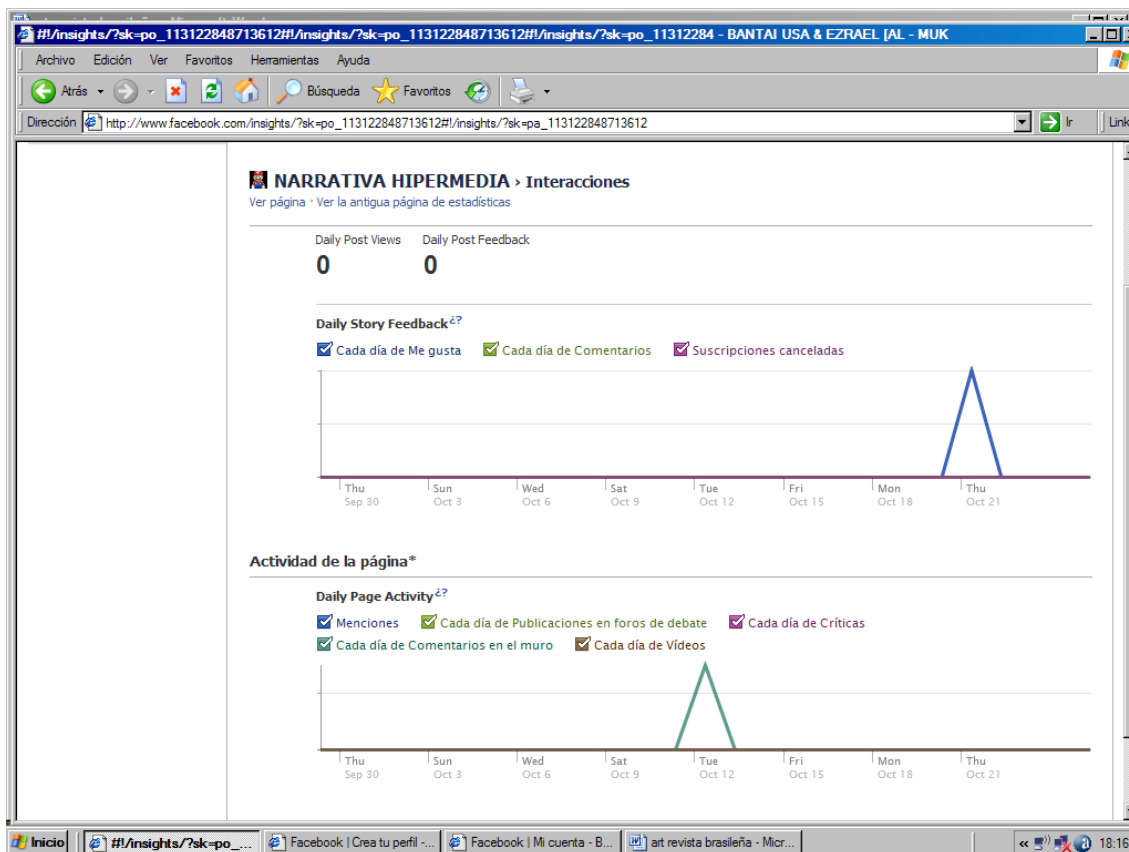 #!/insights/?sk=po_113122848713612#!/insights/?sk=po_113122848713612#!/insights/?sk=po_11312284 - BANTAI USA & EZRAEL [AL - MUK
Archivo Edición Ver Favoritos Herramientas Ayuda
Atrás Búsqueda Favoritos
Dirección http://www.facebook.com/insights/?sk=po_113122848713612#!/insights/?sk=pa_113122848713612 Ir Link
NARRATIVA HIPERMEDIA › Interacciones
Ver página · Ver la antigua página de estadísticas
Daily Post Views Daily Post Feedback
0 0
Daily Story Feedback¿?
Cada día de Me gusta Cada día de Comentarios Suscripciones canceladas
Thu Sun Wed Sat Tue Fri Mon Thu
Sep 30 Oct 3 Oct 6 Oct 9 Oct 12 Oct 15 Oct 18 Oct 21
Actividad de la página*
Daily Page Activity¿?
Menciones Cada día de Publicaciones en foros de debate Cada día de Críticas
Cada día de Comentarios en el muro Cada día de Vídeos
Thu Sun Wed Sat Tue Fri Mon Thu
Sep 30 Oct 3 Oct 6 Oct 9 Oct 12 Oct 15 Oct 18 Oct 21
Inicio #!/insights/?sk=po_... Facebook | Crea tu perfil -... Facebook | Mi cuenta - B... art revista brasileña - Micr... « 18:16